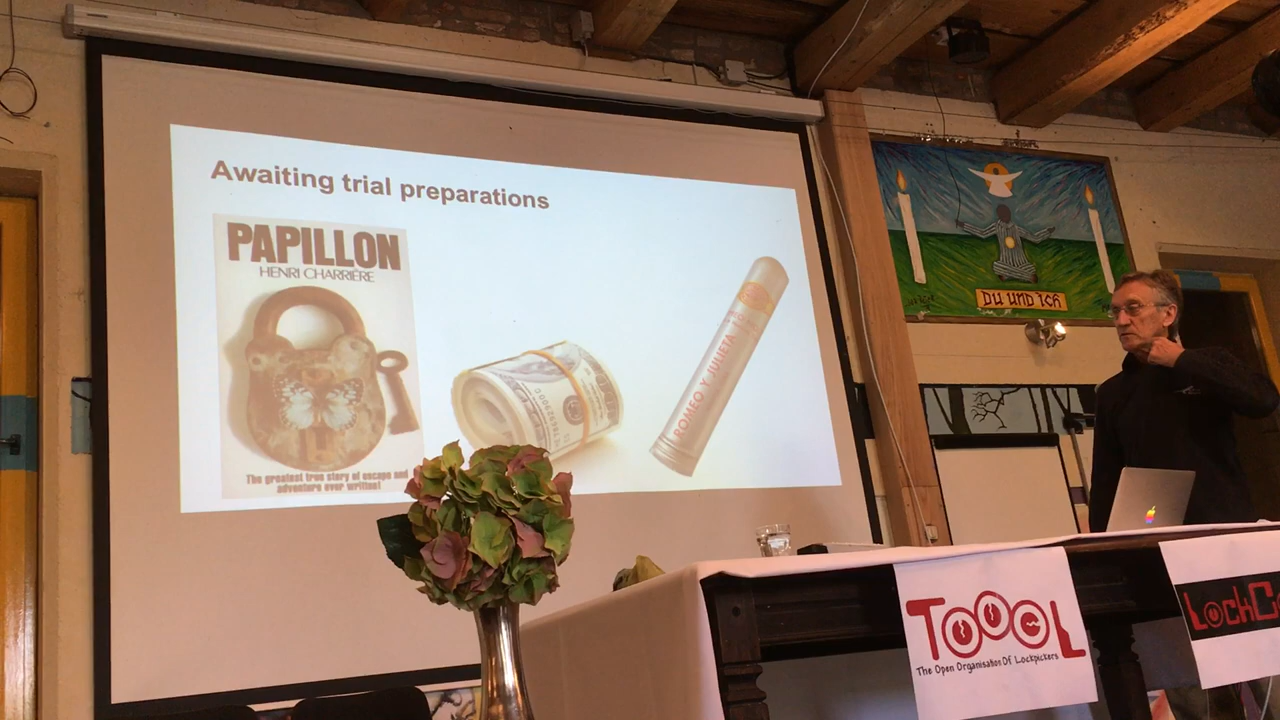 Awaiting trial preparations
PAPILLON
HENRI CHARRIÈRE
The greatest true story of escape and
adventure ever written!
ROMEO Y JULIETA
DU UND ICH
TOOOL
The Open Organisation Of Lockpickers
LockC